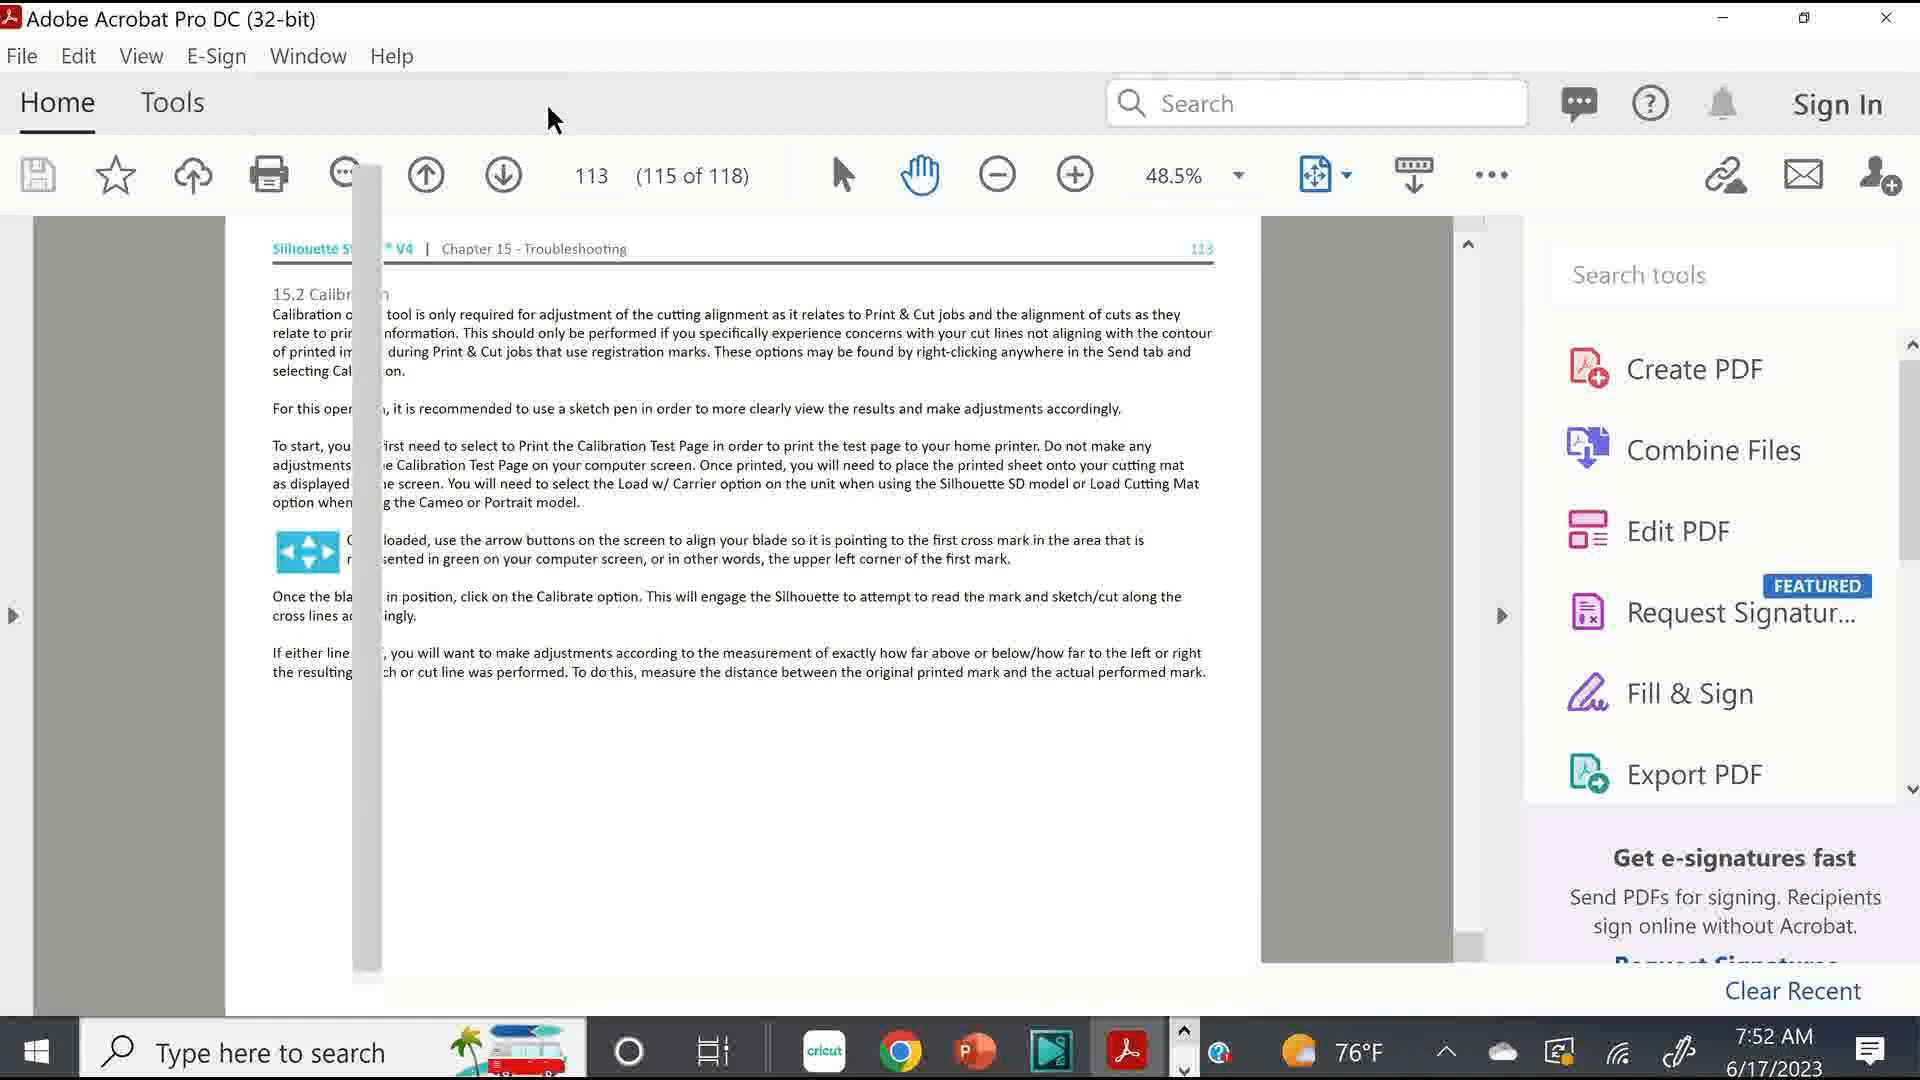 Adobe Acrobat Pro DC (32-bit)
File Edit View E-Sign Window Help
Home Tools Search Sign In
113 (115 of 118) 48.5%
Silhouette S ® V4 | Chapter 15 - Troubleshooting 113
15.2 Calibr n
Calibration o tool is only required for adjustment of the cutting alignment as it relates to Print & Cut jobs and the alignment of cuts as they
relate to prin nformation. This should only be performed if you specifically experience concerns with your cut lines not aligning with the contour
of printed im during Print & Cut jobs that use registration marks. These options may be found by right-clicking anywhere in the Send tab and
selecting Cal on.
For this oper , it is recommended to use a sketch pen in order to more clearly view the results and make adjustments accordingly.
To start, you irst need to select to Print the Calibration Test Page in order to print the test page to your home printer. Do not make any
adjustments e Calibration Test Page on your computer screen. Once printed, you will need to place the printed sheet onto your cutting mat
as displayed e screen. You will need to select the Load w/ Carrier option on the unit when using the Silhouette SD model or Load Cutting Mat
option when g the Cameo or Portrait model.
loaded, use the arrow buttons on the screen to align your blade so it is pointing to the first cross mark in the area that is
sented in green on your computer screen, or in other words, the upper left corner of the first mark.
Once the bla in position, click on the Calibrate option. This will engage the Silhouette to attempt to read the mark and sketch/cut along the
cross lines ac ingly.
If either line , you will want to make adjustments according to the measurement of exactly how far above or below/how far to the left or right
the resulting ch or cut line was performed. To do this, measure the distance between the original printed mark and the actual performed mark.
Search tools
Create PDF
Combine Files
Edit PDF
FEATURED
Request Signatur...
Fill & Sign
Export PDF
Get e-signatures fast
Send PDFs for signing. Recipients
sign online without Acrobat.
Request Signatures
Clear Recent
Type here to search
cricut
76°F
7:52 AM
6/17/2023